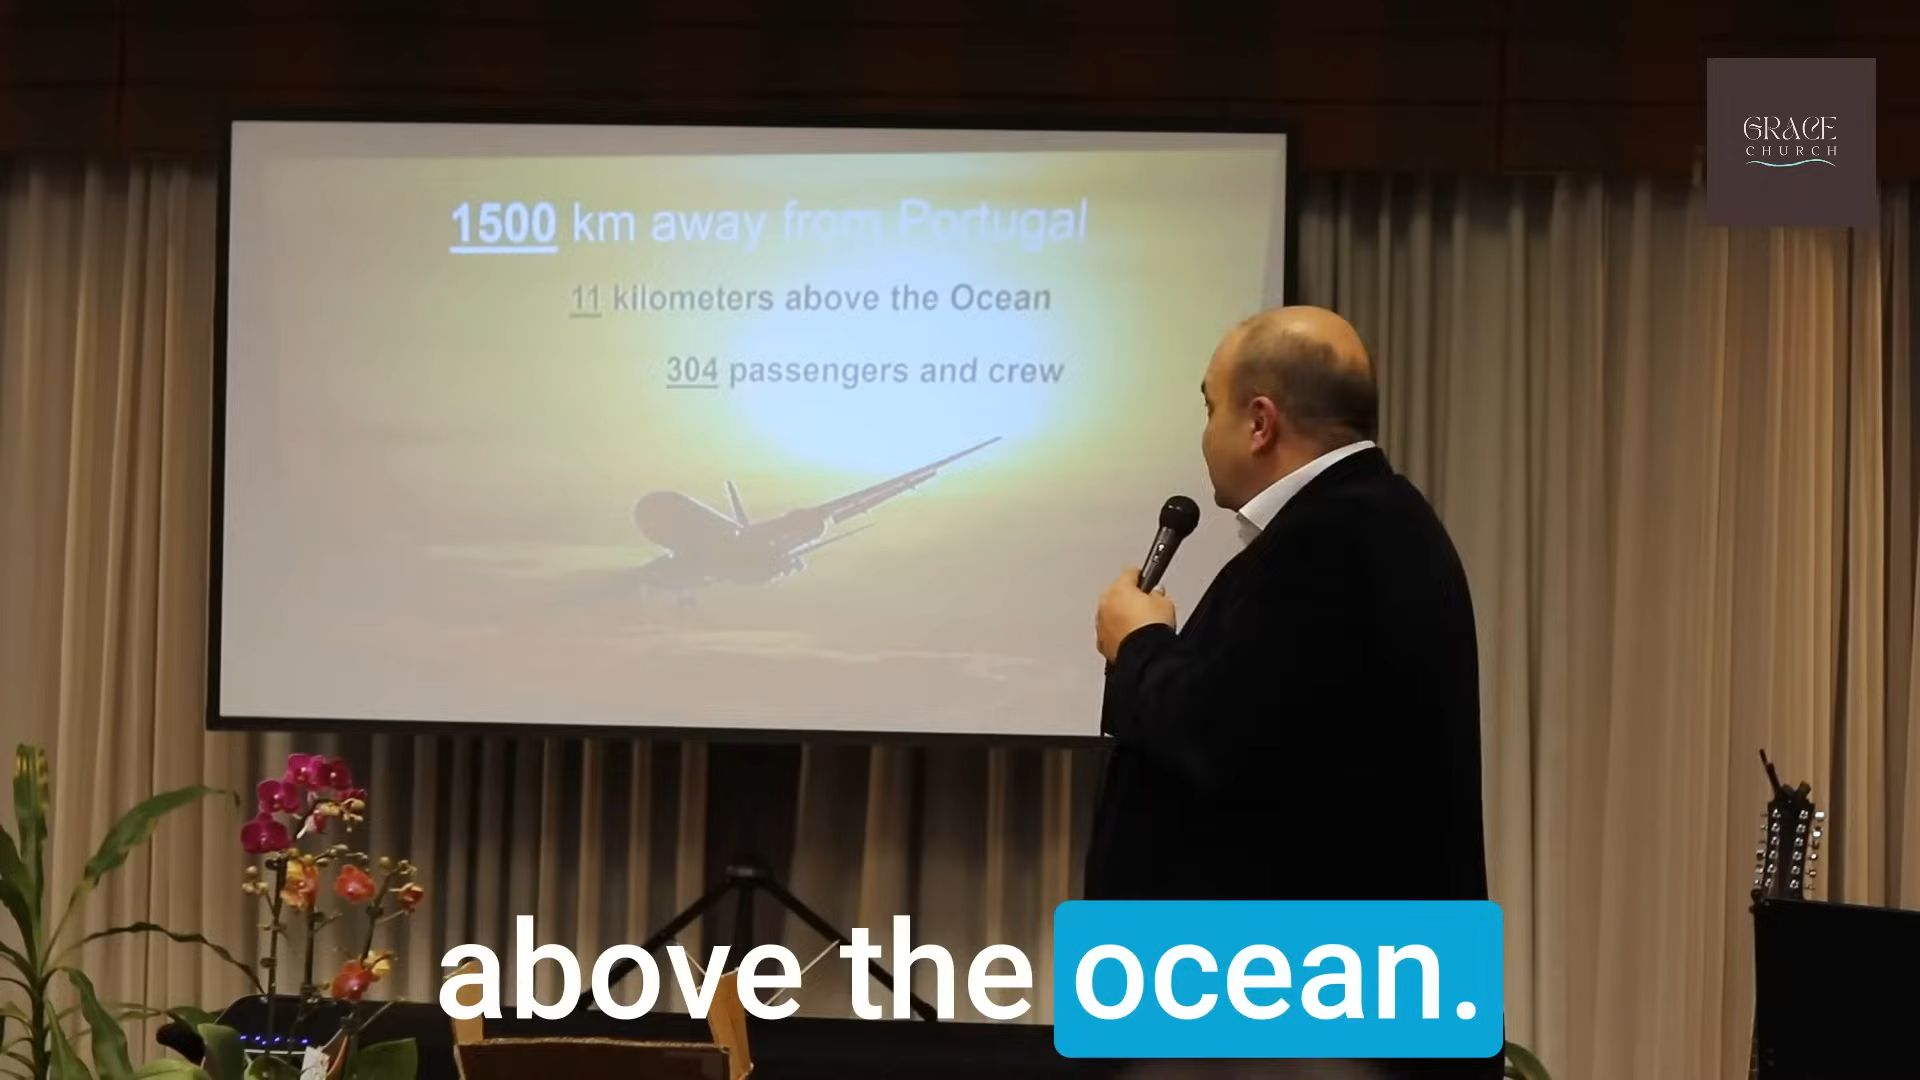 GRACE
CHURCH
1500 km away from Portugal
11 kilometers above the Ocean
304 passengers and crew
above the ocean.